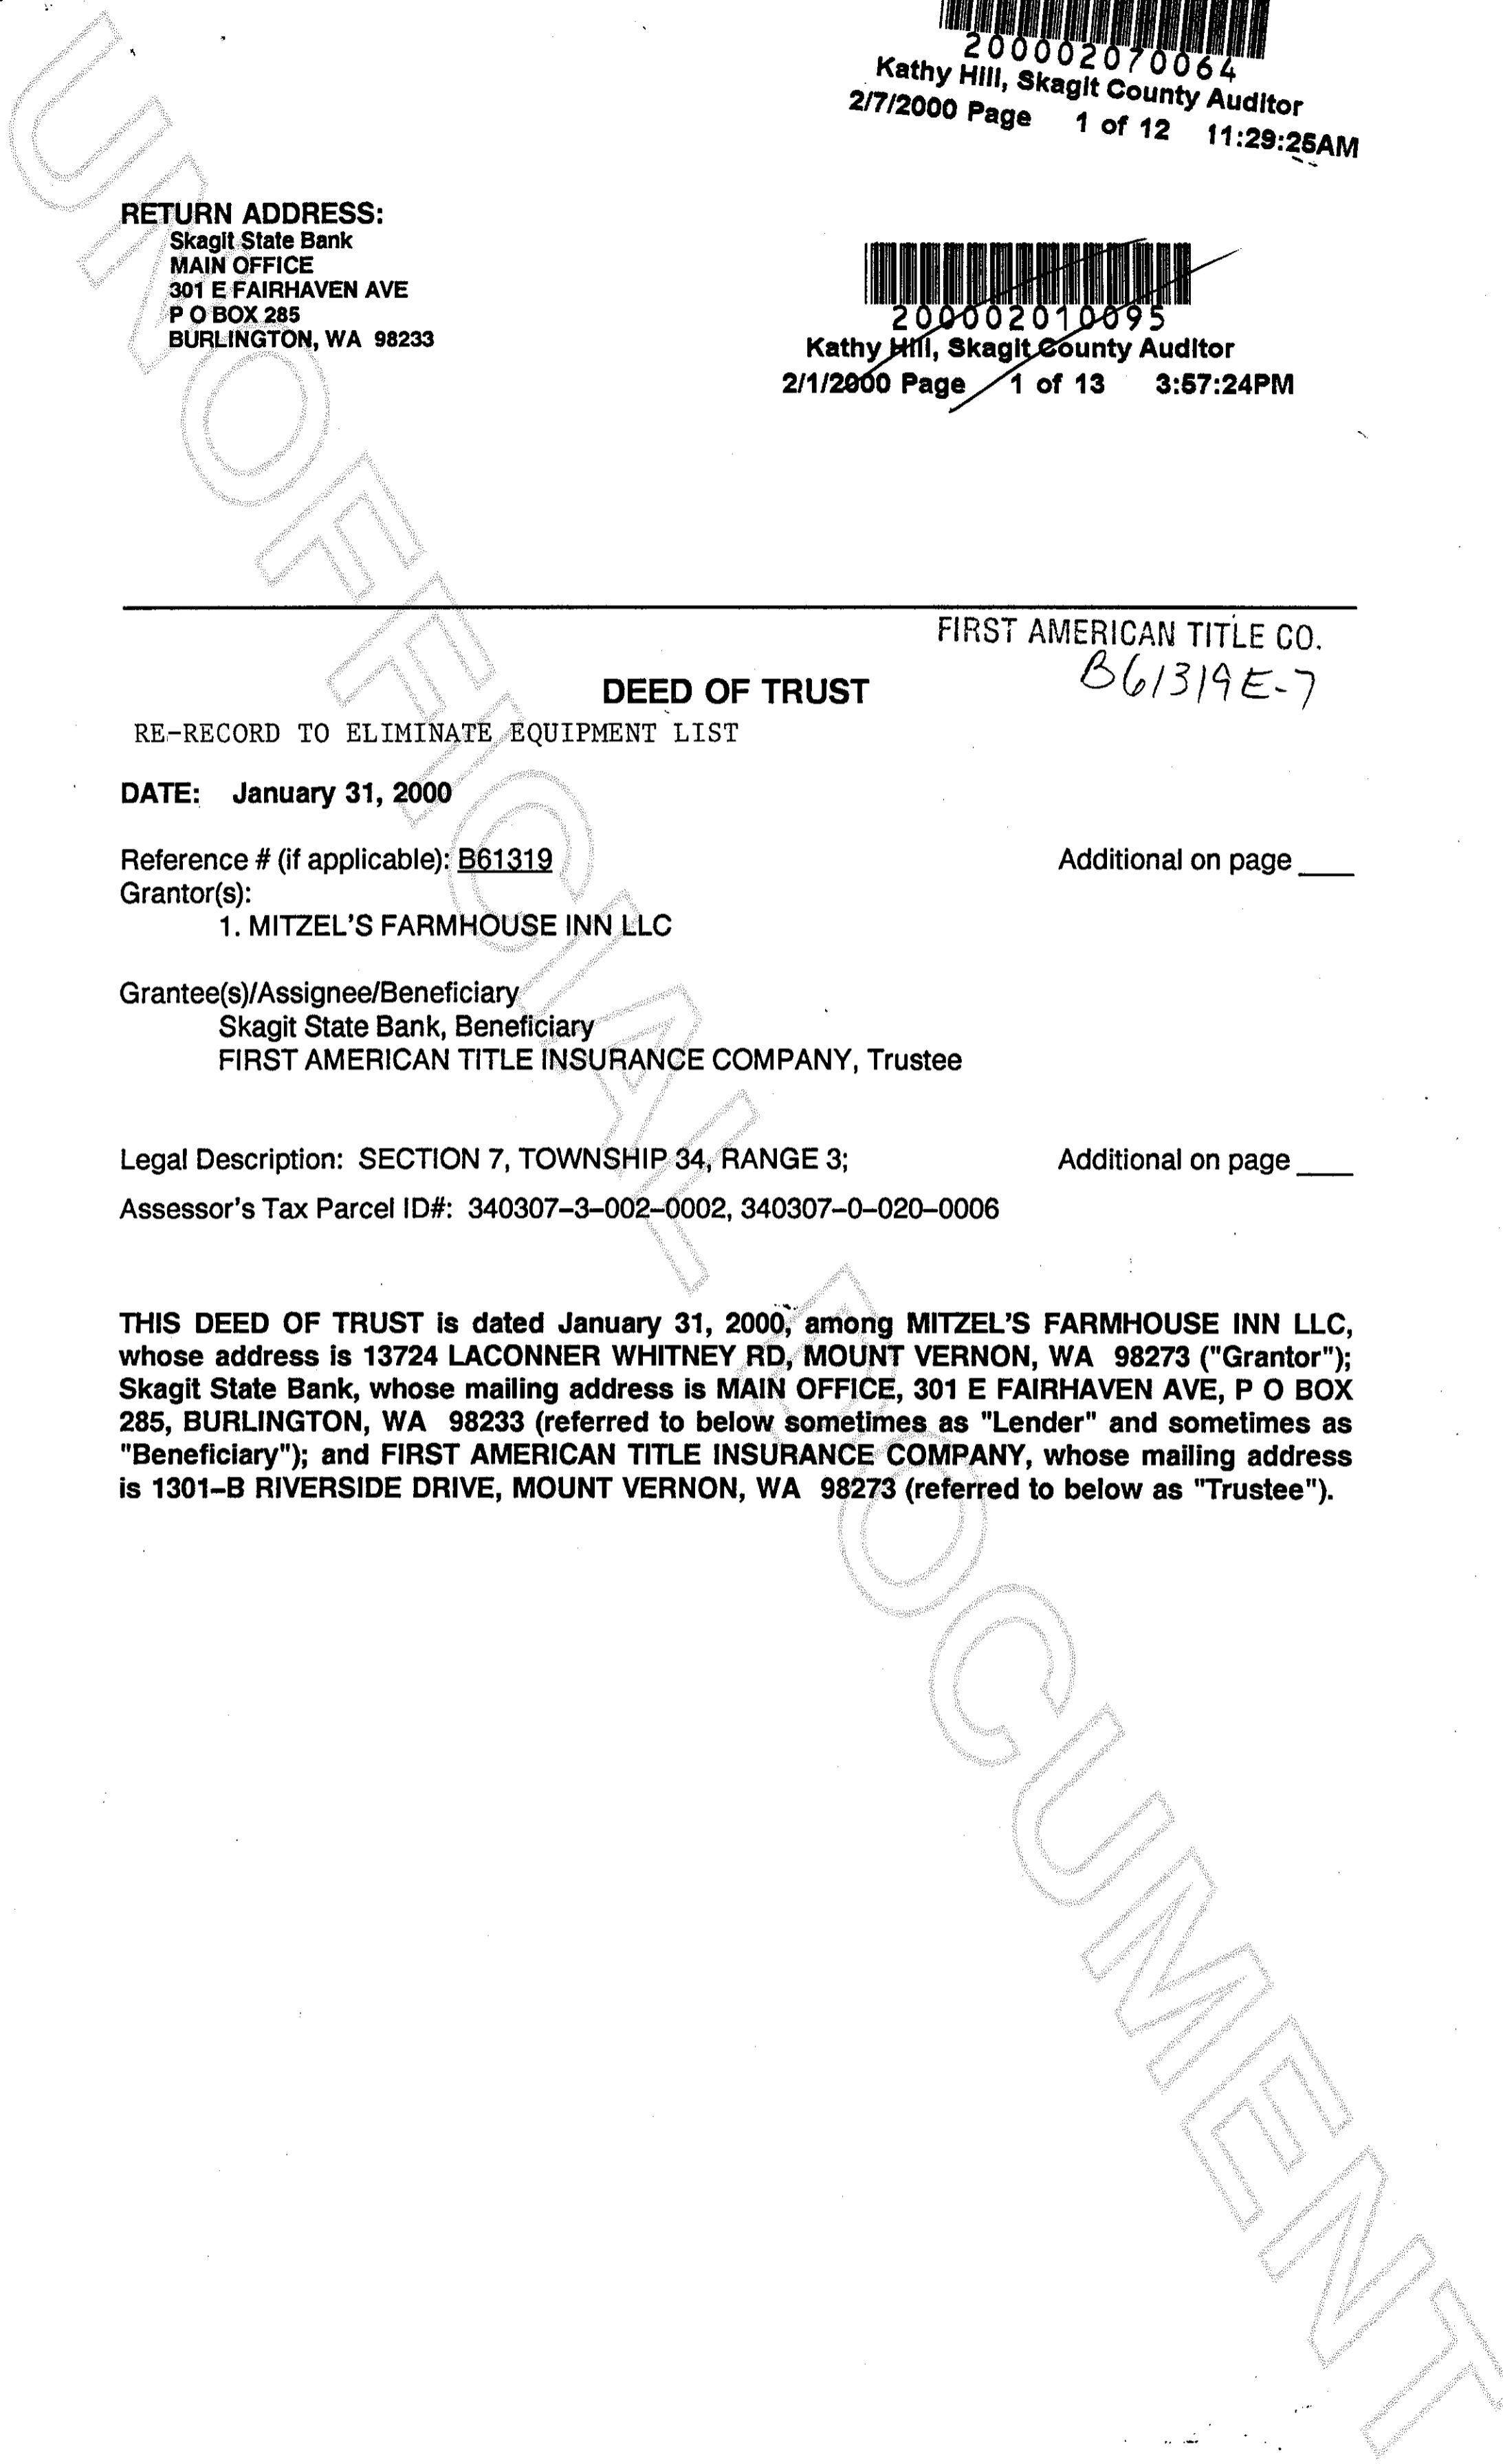 200002070064
Kathy Hill, Skagit County Auditor
2/7/2000 Page 1 of 12 11:29:25AM
RETURN ADDRESS:
Skagit State Bank
MAIN OFFICE
301 E FAIRHAVEN AVE
P O BOX 285
BURLINGTON, WA 98233
200002010095
Kathy Hill, Skagit County Auditor
2/1/2000 Page 1 of 13 3:57:24PM
FIRST AMERICAN TITLE CO.
B61319E-7
DEED OF TRUST
RE-RECORD TO ELIMINATE EQUIPMENT LIST
DATE: January 31, 2000
Reference # (if applicable): B61319 Additional on page ____
Grantor(s):
1. MITZEL'S FARMHOUSE INN LLC
Grantee(s)/Assignee/Beneficiary
Skagit State Bank, Beneficiary
FIRST AMERICAN TITLE INSURANCE COMPANY, Trustee
Legal Description: SECTION 7, TOWNSHIP 34, RANGE 3; Additional on page ____
Assessor's Tax Parcel ID#: 340307-3-002-0002, 340307-0-020-0006
THIS DEED OF TRUST is dated January 31, 2000, among MITZEL'S FARMHOUSE INN LLC,
whose address is 13724 LACONNER WHITNEY RD, MOUNT VERNON, WA 98273 ("Grantor");
Skagit State Bank, whose mailing address is MAIN OFFICE, 301 E FAIRHAVEN AVE, P O BOX
285, BURLINGTON, WA 98233 (referred to below sometimes as "Lender" and sometimes as
"Beneficiary"); and FIRST AMERICAN TITLE INSURANCE COMPANY, whose mailing address
is 1301-B RIVERSIDE DRIVE, MOUNT VERNON, WA 98273 (referred to below as "Trustee").
UNOFFICIAL DOCUMENT